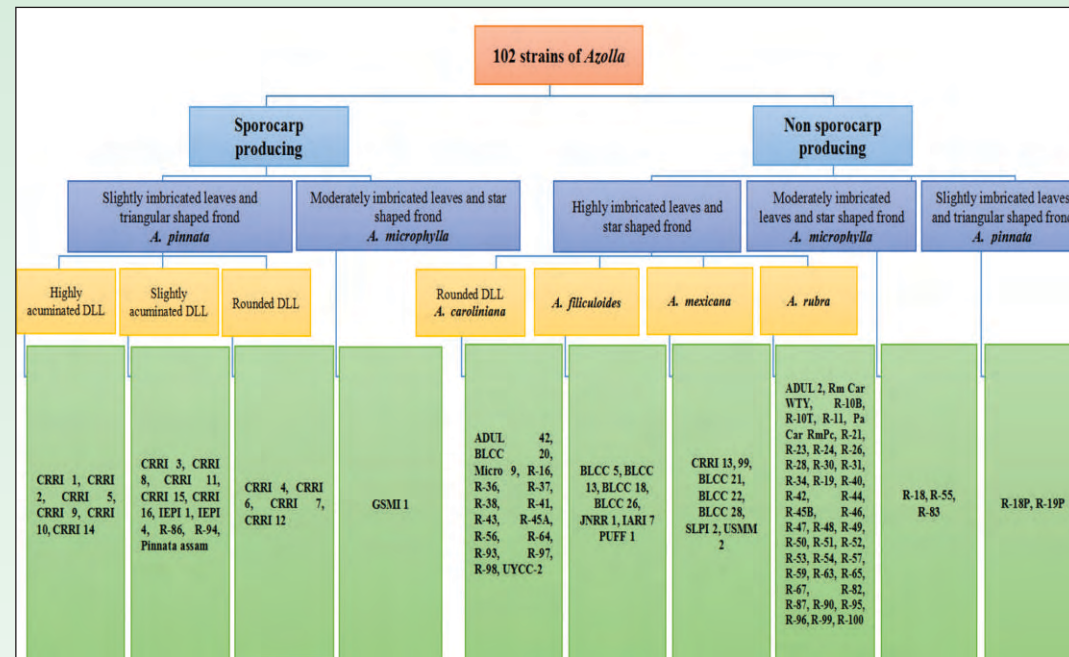 102 strains of Azolla
Sporocarp
producing
Non sporocarp
producing
Slightly imbricated leaves and
triangular shaped frond
A. pinnata
Moderately imbricated leaves and star
shaped frond
A. microphylla
Highly imbricated leaves and
star shaped frond
Moderately imbricated
leaves and star shaped frond
A. microphylla
Slightly imbricated leaves
and triangular shaped frond
A. pinnata
Highly
acuminated DLL
Slightly
acuminated DLL
Rounded DLL
Rounded DLL
A. caroliniana
A. filiculoides
A. mexicana
A. rubra
CRRI 1, CRRI
2, CRRI 5,
CRRI 9, CRRI
10, CRRI 14
CRRI 3, CRRI
8, CRRI 11,
CRRI 15, CRRI
16, IEPI 1, IEPI
4, R-86, R-94,
Pinnata assam
CRRI 4, CRRI
6, CRRI 7,
CRRI 12
GSMI 1
ADUL 42,
BLCC 20,
Micro 9, R-16,
R-36, R-37,
R-38, R-41,
R-43, R-45A,
R-56, R-64,
R-93, R-97,
R-98, UYCC-2
BLCC 5, BLCC
13, BLCC 18,
BLCC 26,
JNRR 1, IARI 7
PUFF 1
CRRI 13, 99,
BLCC 21,
BLCC 22,
BLCC 28,
SLPI 2, USMM
2
ADUL 2, Rm Car
WTY, R-10B,
R-10T, R-11, Pa
Car RmPc, R-21,
R-23, R-24, R-26,
R-28, R-30, R-31,
R-34, R-19, R-40,
R-42, R-44,
R-45B, R-46,
R-47, R-48, R-49,
R-50, R-51, R-52,
R-53, R-54, R-57,
R-59, R-63, R-65,
R-67, R-82,
R-87, R-90, R-95,
R-96, R-99, R-100
R-18, R-55,
R-83
R-18P, R-19P